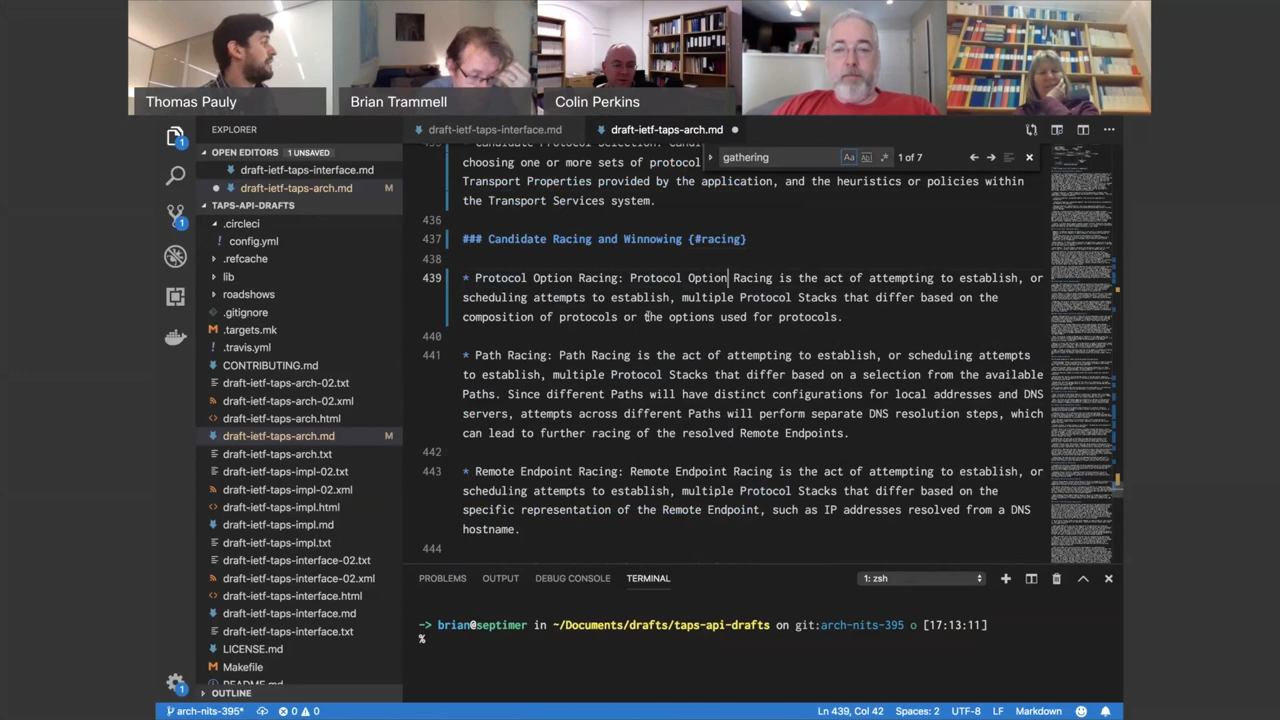 Thomas Pauly
Brian Trammell
Colin Perkins
EXPLORER
OPEN EDITORS 1 UNSAVED
draft-ietf-taps-interface.md
draft-ietf-taps-arch.md M
TAPS-API-DRAFTS
.circleci
config.yml
.refcache
lib
roadshows
.gitignore
.targets.mk
.travis.yml
CONTRIBUTING.md
draft-ietf-taps-arch-02.txt
draft-ietf-taps-arch-02.xml
draft-ietf-taps-arch.html
draft-ietf-taps-arch.md M
draft-ietf-taps-arch.txt
draft-ietf-taps-impl-02.txt
draft-ietf-taps-impl-02.xml
draft-ietf-taps-impl.html
draft-ietf-taps-impl.md
draft-ietf-taps-impl.txt
draft-ietf-taps-interface-02.txt
draft-ietf-taps-interface-02.xml
draft-ietf-taps-interface.html
draft-ietf-taps-interface.md
draft-ietf-taps-interface.txt
LICENSE.md
Makefile
README.md
OUTLINE
draft-ietf-taps-interface.md
draft-ietf-taps-arch.md
gathering
Aa
1 of 7
choosing one or more sets of protocol
Transport Properties provided by the application, and the heuristics or policies within
the Transport Services system.
436
437 ### Candidate Racing and Winnowing {#racing}
438
439 * Protocol Option Racing: Protocol Option Racing is the act of attempting to establish, or
scheduling attempts to establish, multiple Protocol Stacks that differ based on the
composition of protocols or the options used for protocols.
440
441 * Path Racing: Path Racing is the act of attempting to establish, or scheduling attempts
to establish, multiple Protocol Stacks that differ based on a selection from the available
Paths. Since different Paths will have distinct configurations for local addresses and DNS
servers, attempts across different Paths will perform separate DNS resolution steps, which
can lead to further racing of the resolved Remote Endpoints.
442
443 * Remote Endpoint Racing: Remote Endpoint Racing is the act of attempting to establish, or
scheduling attempts to establish, multiple Protocol Stacks that differ based on the
specific representation of the Remote Endpoint, such as IP addresses resolved from a DNS
hostname.
444
PROBLEMS OUTPUT DEBUG CONSOLE TERMINAL 1: zsh
-> brian@septimer in ~/Documents/drafts/taps-api-drafts on git:arch-nits-395 o [17:13:11]
%
arch-nits-395* 0 0 Ln 439, Col 42 Spaces: 2 UTF-8 LF Markdown